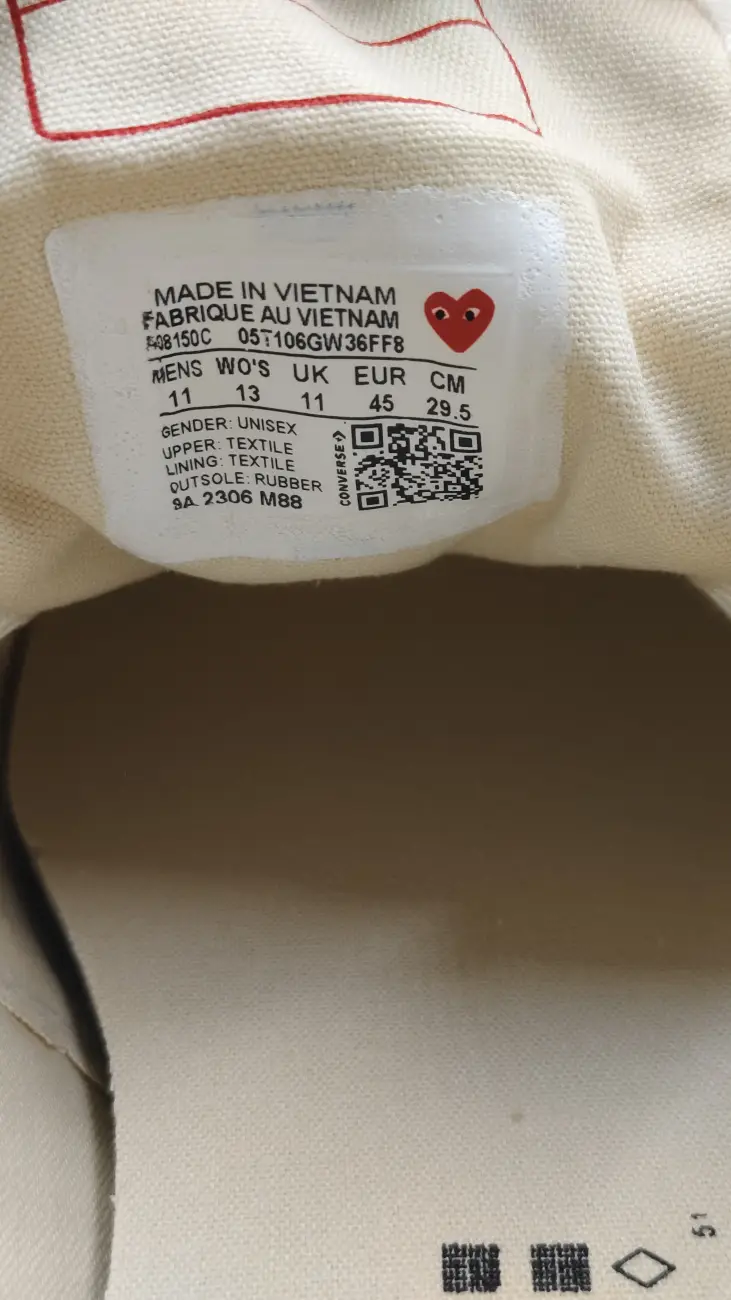 MADE IN VIETNAM
FABRIQUE AU VIETNAM
05T106GW36FF8
MENS WO'S UK EUR CM
11 13 11 45 29.5
GENDER: UNISEX
UPPER: TEXTILE
LINING: TEXTILE
OUTSOLE: RUBBER
9A 2306 M88
CONVERSE
51